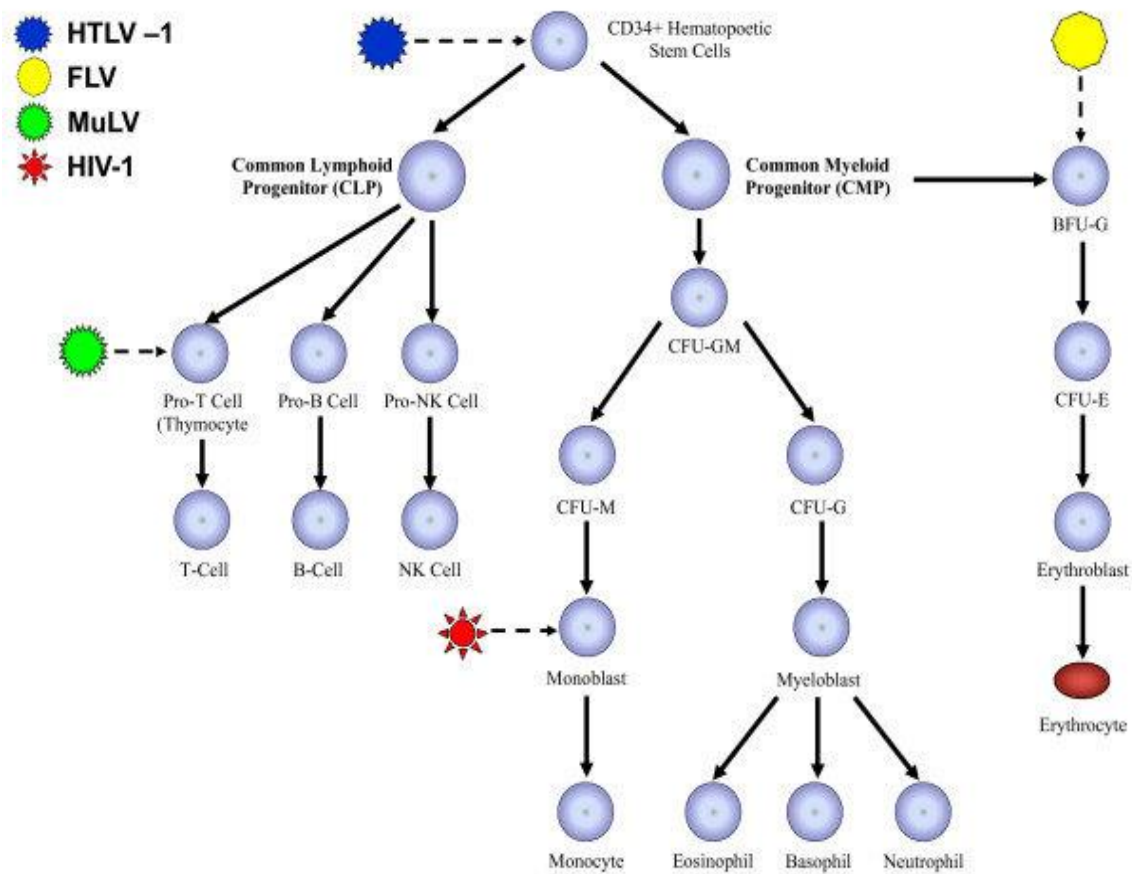 HTLV –1
FLV
MuLV
HIV-1
CD34+ Hematopoetic
Stem Cells
Common Lymphoid
Progenitor (CLP)
Common Myeloid
Progenitor (CMP)
BFU-G
CFU-GM
CFU-E
Pro-T Cell
(Thymocyte
Pro-B Cell
Pro-NK Cell
CFU-M
CFU-G
T-Cell
B-Cell
NK Cell
Erythroblast
Monoblast
Myeloblast
Erythrocyte
Monocyte
Eosinophil
Basophil
Neutrophil